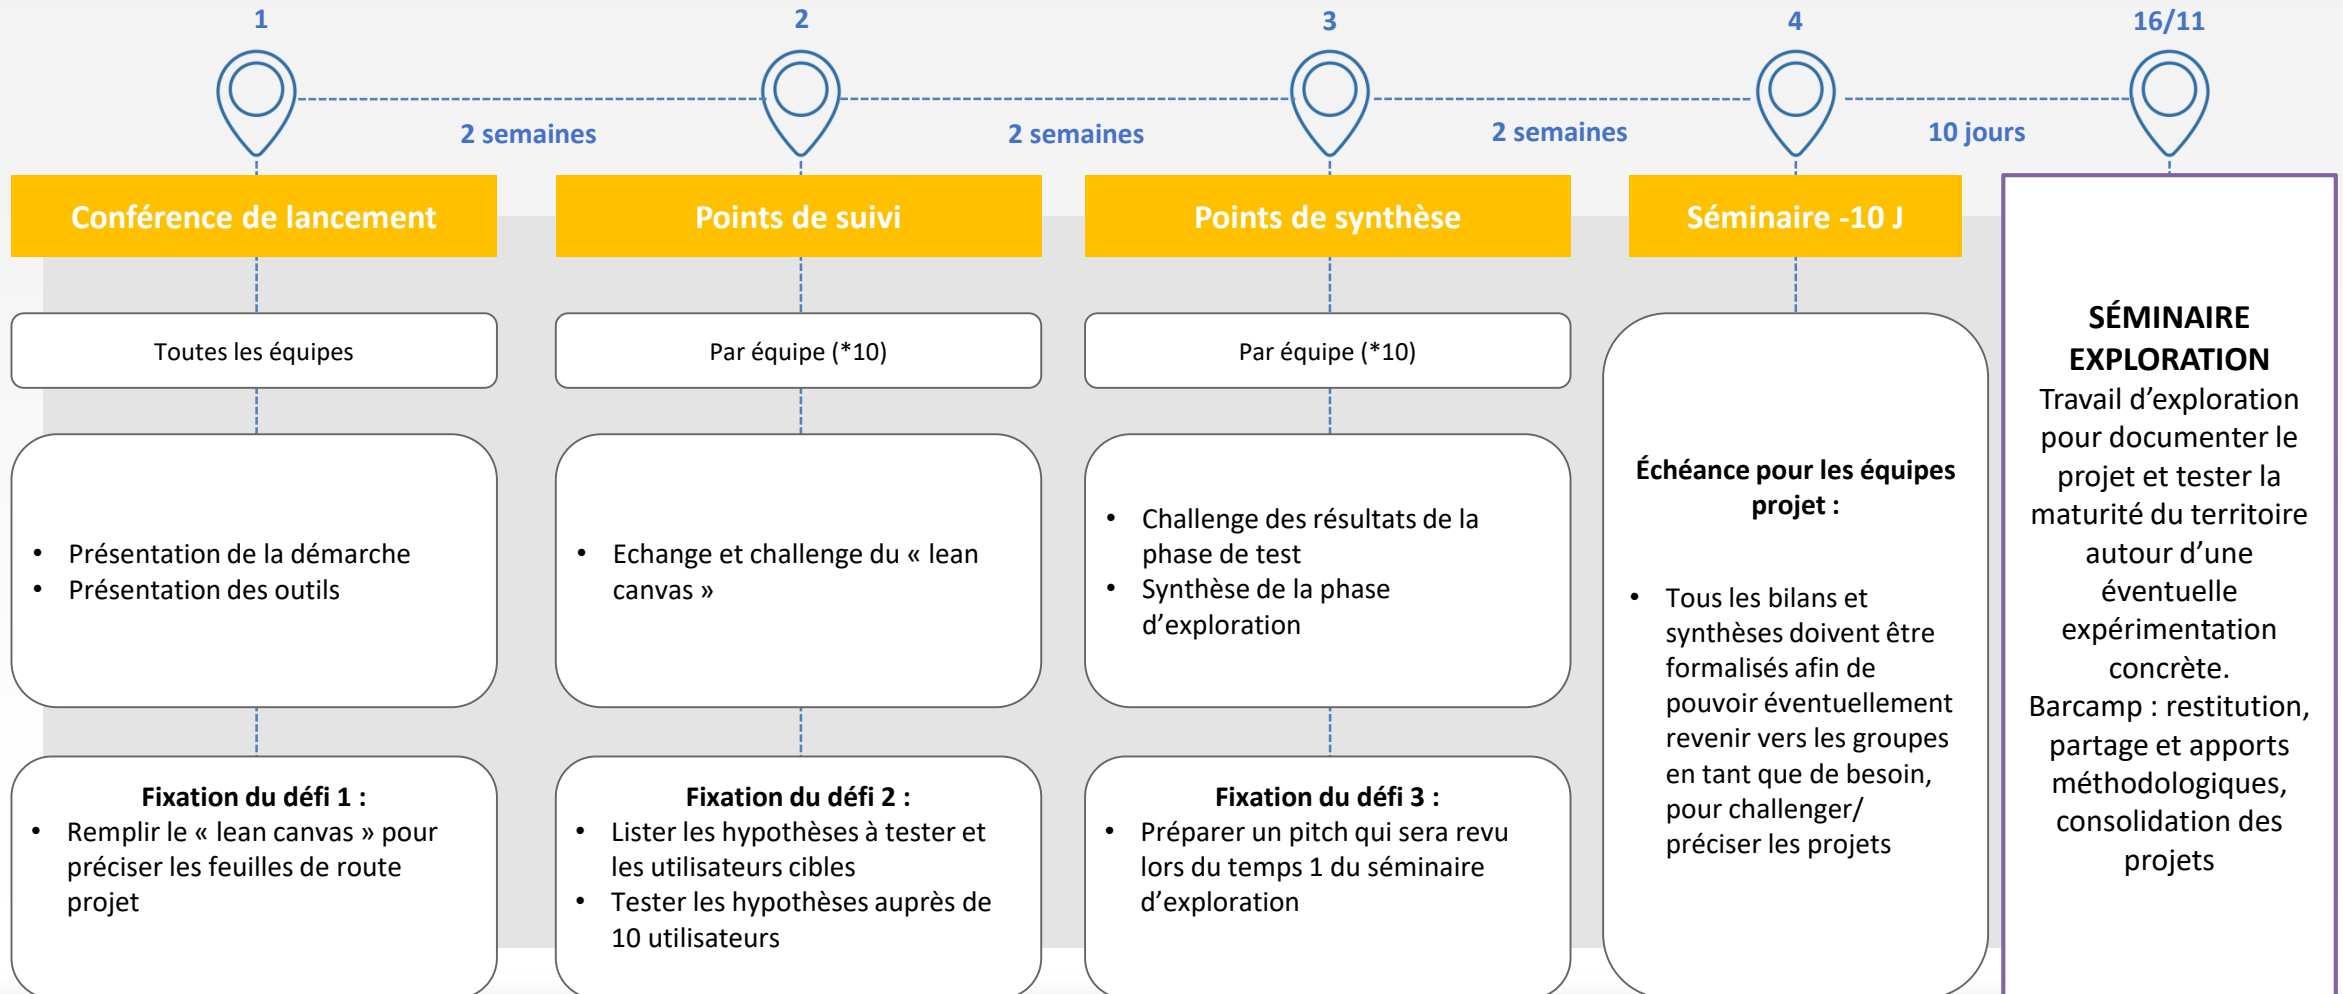 1
2
3
4
16/11
2 semaines
2 semaines
2 semaines
10 jours
Conférence de lancement
Points de suivi
Points de synthèse
Séminaire -10 J
Toutes les équipes
Par équipe (*10)
Par équipe (*10)
• Présentation de la démarche
• Présentation des outils
• Echange et challenge du « lean
canvas »
• Challenge des résultats de la
phase de test
• Synthèse de la phase
d’exploration
Fixation du défi 1 :
• Remplir le « lean canvas » pour
préciser les feuilles de route
projet
Fixation du défi 2 :
• Lister les hypothèses à tester et
les utilisateurs cibles
• Tester les hypothèses auprès de
10 utilisateurs
Fixation du défi 3 :
• Préparer un pitch qui sera revu
lors du temps 1 du séminaire
d’exploration
Échéance pour les équipes
projet :
• Tous les bilans et
synthèses doivent être
formalisés afin de
pouvoir éventuellement
revenir vers les groupes
en tant que de besoin,
pour challenger/
préciser les projets
SÉMINAIRE
EXPLORATION
Travail d’exploration
pour documenter le
projet et tester la
maturité du territoire
autour d’une
éventuelle
expérimentation
concrète.
Barcamp : restitution,
partage et apports
méthodologiques,
consolidation des
projets